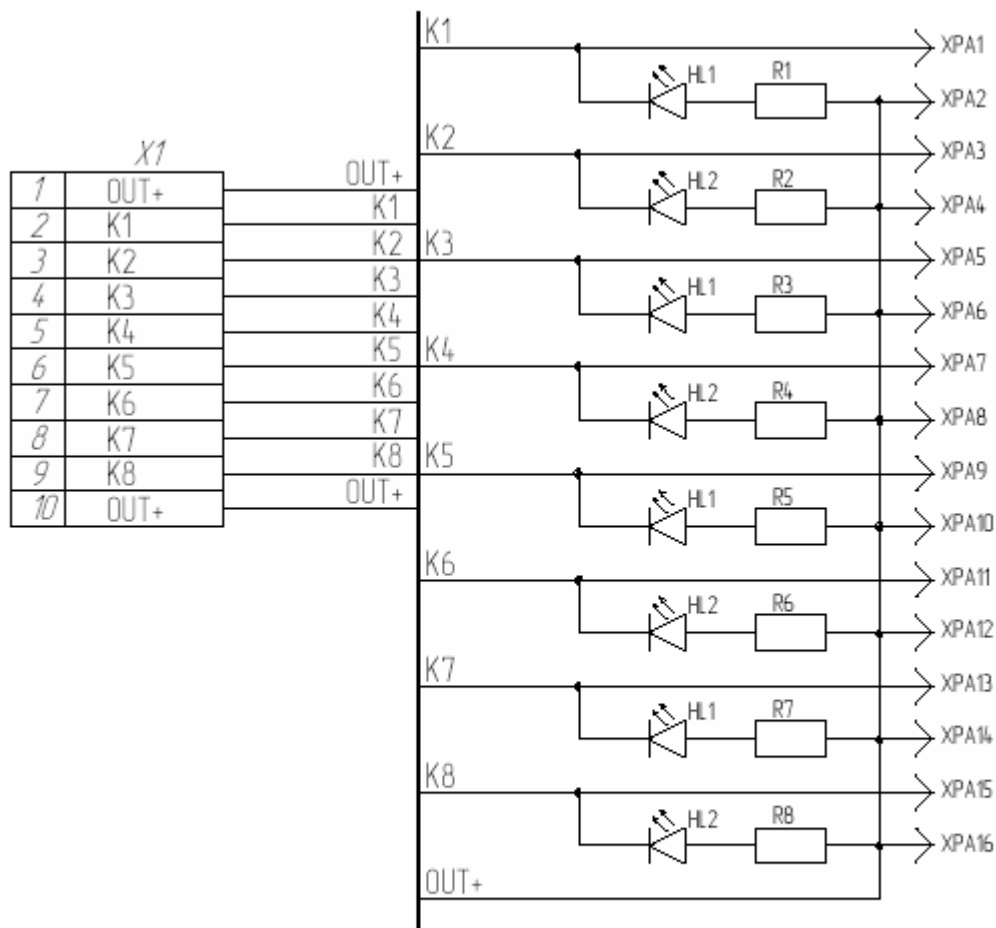 X1
1 OUT+
2 K1
3 K2
4 K3
5 K4
6 K5
7 K6
8 K7
9 K8
10 OUT+
OUT+
K1
K2
K3
K4
K5
K6
K7
K8
OUT+
K1 XPA1
HL1 R1 XPA2
K2 XPA3
HL2 R2 XPA4
K3 XPA5
HL1 R3 XPA6
K4 XPA7
HL2 R4 XPA8
K5 XPA9
HL1 R5 XPA10
K6 XPA11
HL2 R6 XPA12
K7 XPA13
HL1 R7 XPA14
K8 XPA15
HL2 R8 XPA16
OUT+